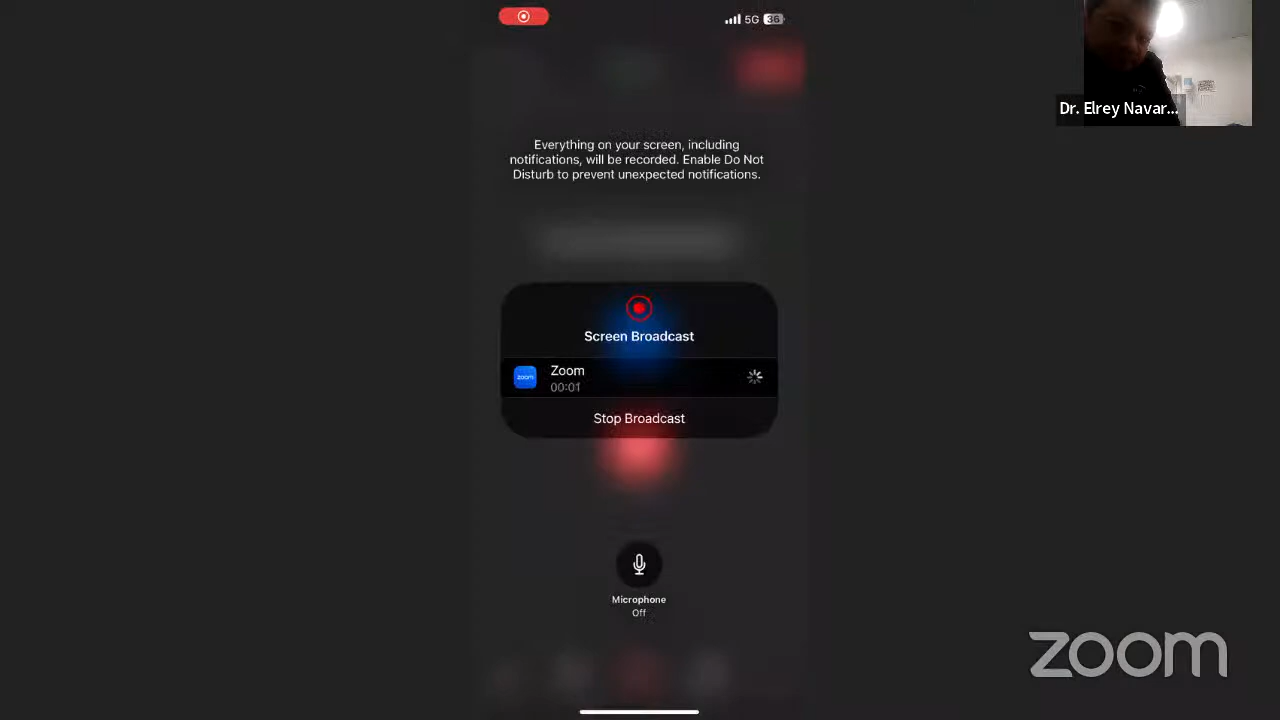 5G 36
Dr. Elrey Navar...
Everything on your screen, including
notifications, will be recorded. Enable Do Not
Disturb to prevent unexpected notifications.
Screen Broadcast
zoom
Zoom
00:01
Stop Broadcast
Microphone
Off
zoom